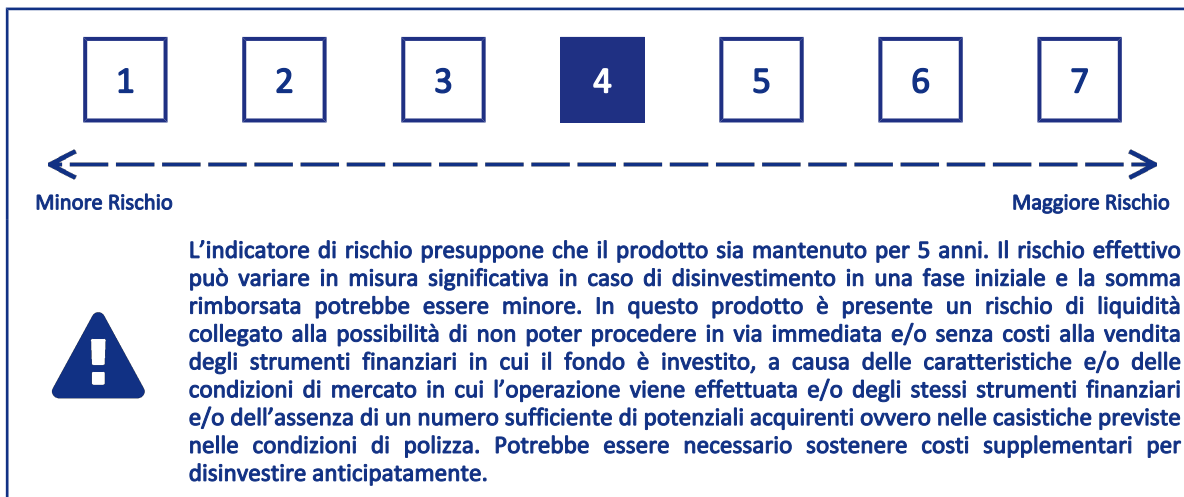 1 2 3 4 5 6 7
Minore Rischio Maggiore Rischio
L'indicatore di rischio presuppone che il prodotto sia mantenuto per 5 anni. Il rischio effettivo
può variare in misura significativa in caso di disinvestimento in una fase iniziale e la somma
rimborsata potrebbe essere minore. In questo prodotto è presente un rischio di liquidità
collegato alla possibilità di non poter procedere in via immediata e/o senza costi alla vendita
degli strumenti finanziari in cui il fondo è investito, a causa delle caratteristiche e/o delle
condizioni di mercato in cui l'operazione viene effettuata e/o degli stessi strumenti finanziari
e/o dell'assenza di un numero sufficiente di potenziali acquirenti ovvero nelle casistiche previste
nelle condizioni di polizza. Potrebbe essere necessario sostenere costi supplementari per
disinvestire anticipatamente.